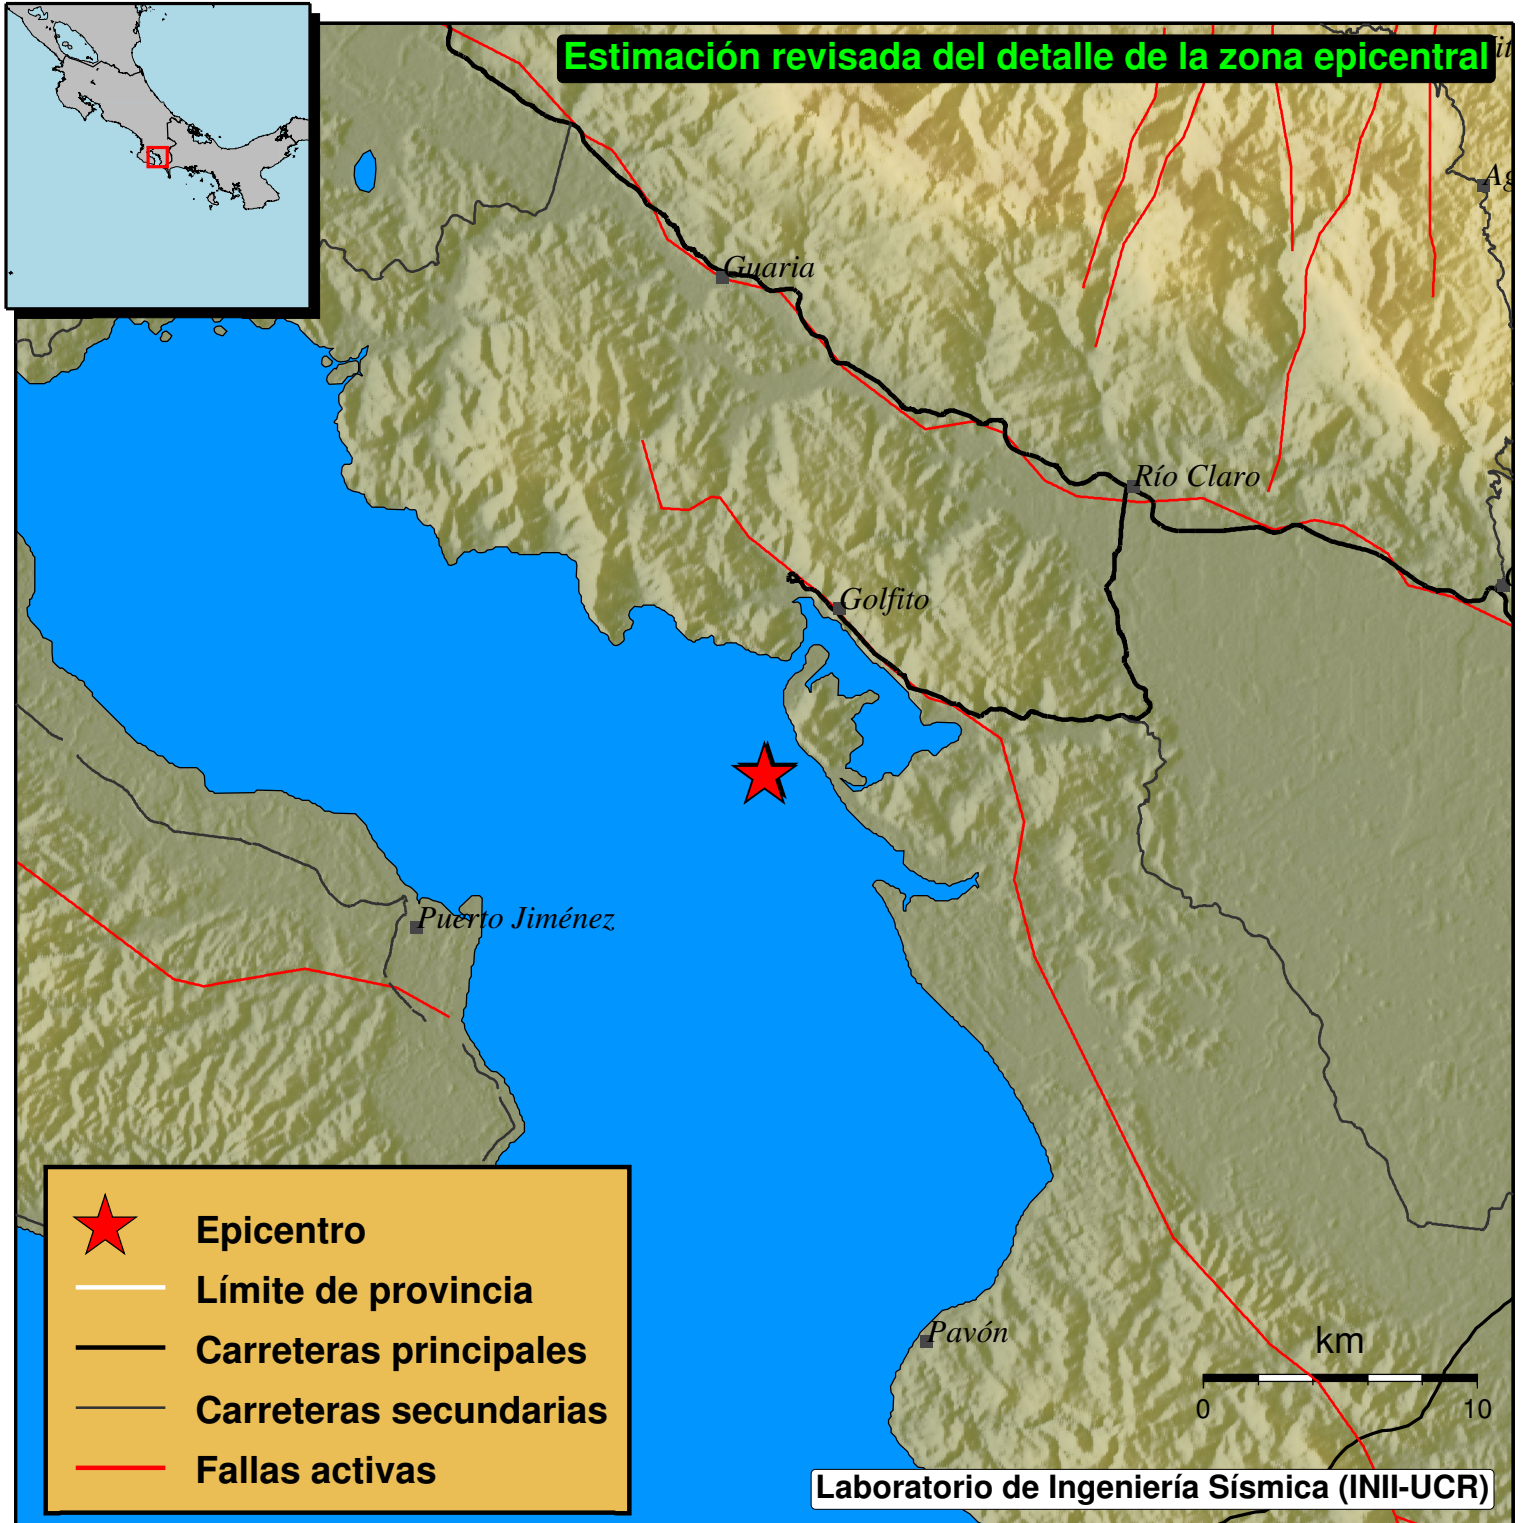 Estimación revisada del detalle de la zona epicentral
Guaria
Río Claro
Golfito
Puerto Jiménez
Pavón
Epicentro
Límite de provincia
Carreteras principales
Carreteras secundarias
Fallas activas
km
0 10
Laboratorio de Ingeniería Sísmica (INII-UCR)